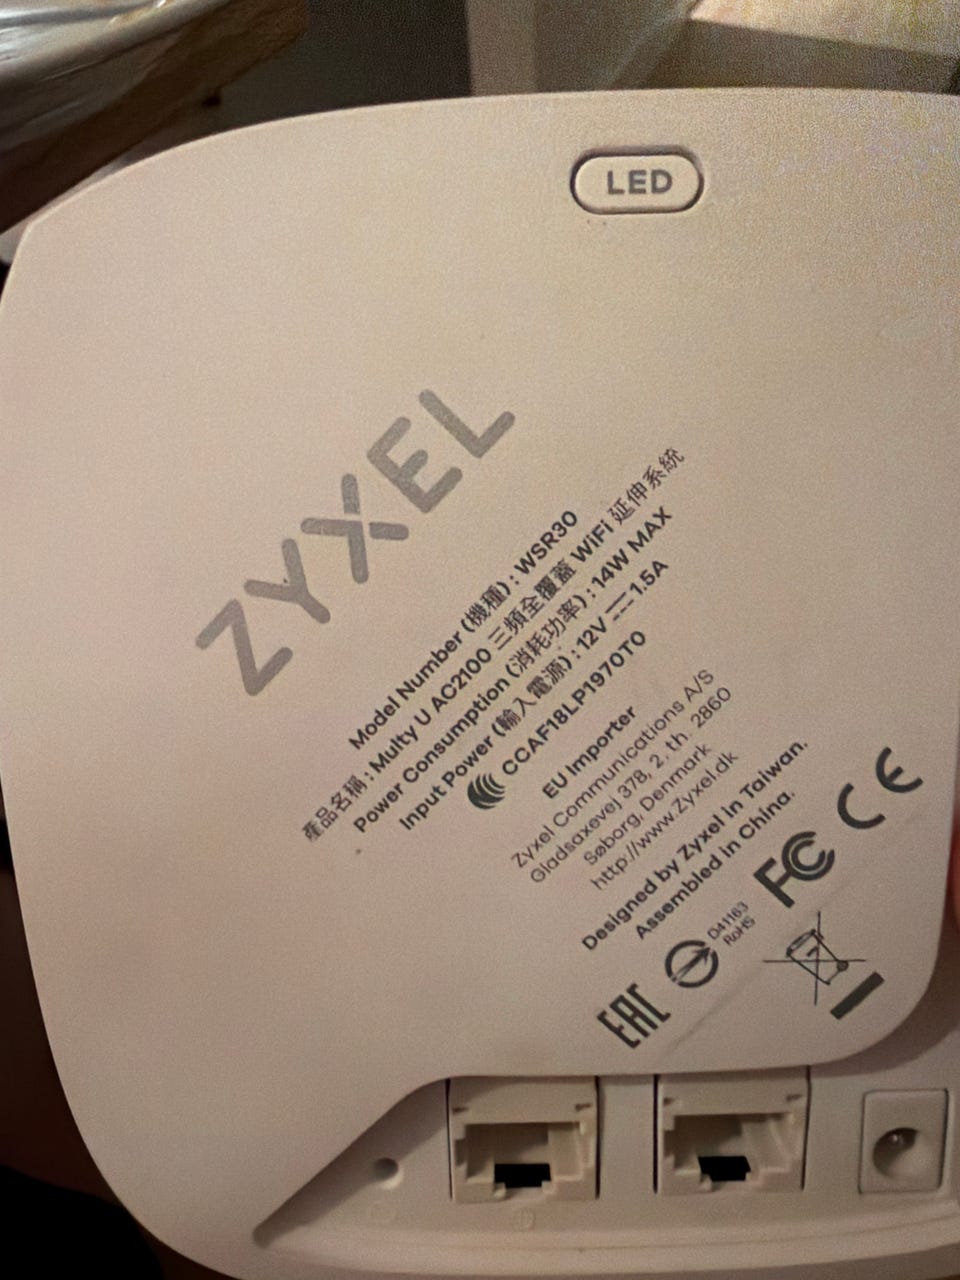 LED
ZYXEL
Model Number (機種) : WSR30
產品名稱 : Multy U AC2100 三頻全覆蓋 WiFi 延伸系統
Power Consumption (消耗功率) : 14W MAX
Input Power (輸入電源) : 12V ⎓ 1.5A
CCAF18LP1970T0
EU Importer
Zyxel Communications A/S
Gladsaxevej 378, 2. th. 2860
Søborg, Denmark
http://www.Zyxel.dk
Designed by Zyxel in Taiwan.
Assembled in China.
FC CE
EAC D41163
RoHS